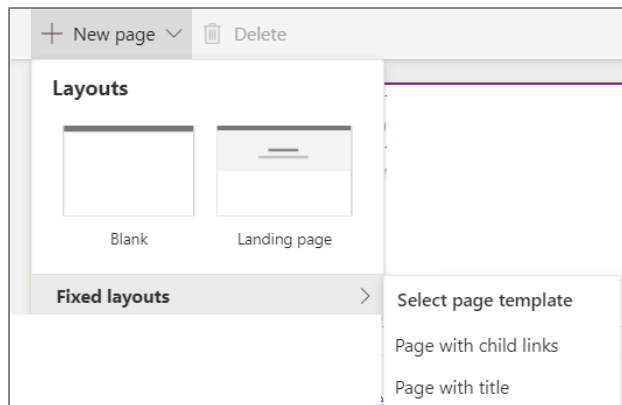 New page Delete
Layouts
Blank Landing page
Fixed layouts
Select page template
Page with child links
Page with title